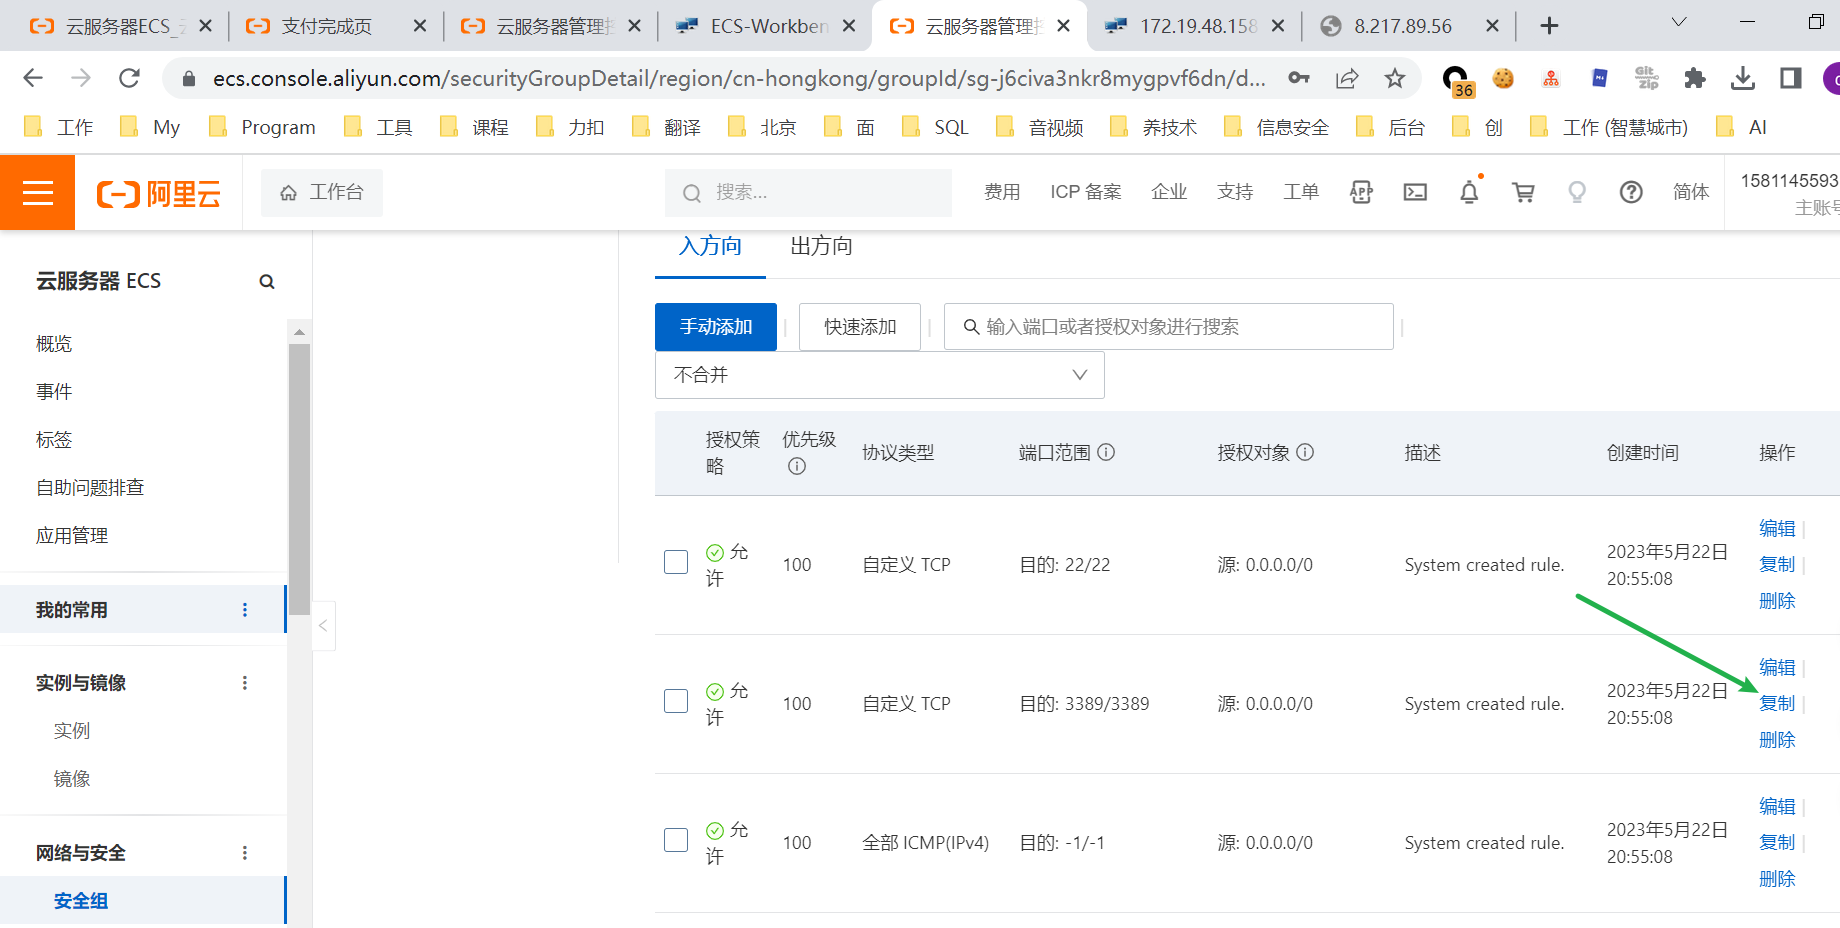 云服务器ECS_
支付完成页
云服务器管理控
ECS-Workben
云服务器管理控
172.19.48.158
8.217.89.56
ecs.console.aliyun.com/securityGroupDetail/region/cn-hongkong/groupId/sg-j6civa3nkr8mygpvf6dn/d...
36
Git
Zip
工作
My
Program
工具
课程
力扣
翻译
北京
面
SQL
音视频
养技术
信息安全
后台
创
工作 (智慧城市)
AI
阿里云
工作台
搜索...
费用
ICP 备案
企业
支持
工单
APP
简体
1581145593
主账号
云服务器 ECS
概览
事件
标签
自助问题排查
应用管理
我的常用
实例与镜像
实例
镜像
网络与安全
安全组
入方向
出方向
手动添加
快速添加
输入端口或者授权对象进行搜索
不合并
授权策
略
优先级
协议类型
端口范围
授权对象
描述
创建时间
操作
允
许
100
自定义 TCP
目的: 22/22
源: 0.0.0.0/0
System created rule.
2023年5月22日
20:55:08
编辑
复制
删除
允
许
100
自定义 TCP
目的: 3389/3389
源: 0.0.0.0/0
System created rule.
2023年5月22日
20:55:08
编辑
复制
删除
允
许
100
全部 ICMP(IPv4)
目的: -1/-1
源: 0.0.0.0/0
System created rule.
2023年5月22日
20:55:08
编辑
复制
删除